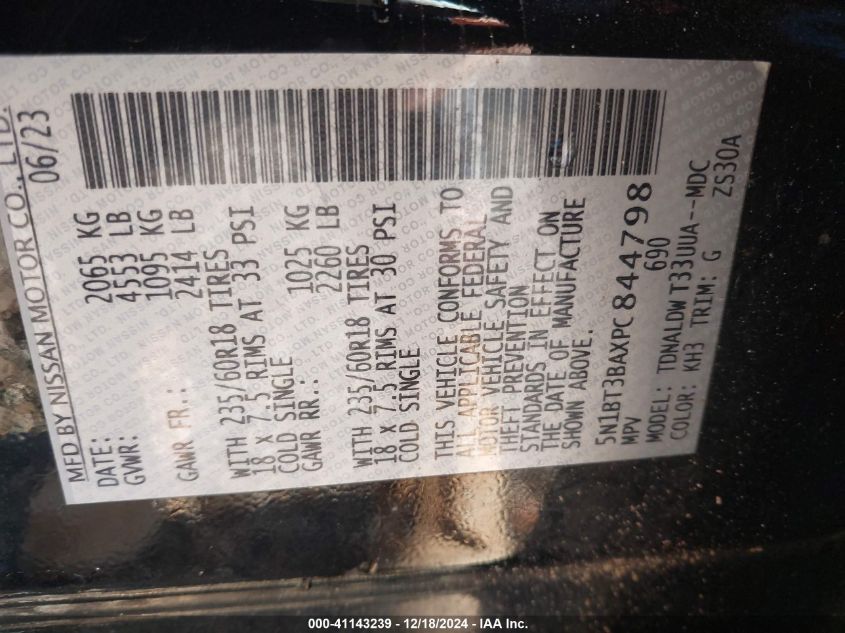 MFD BY NISSAN MOTOR CO., LTD.
DATE: 06/23
GVWR: 2065 KG
4553 LB
GAWR FR.: 1095 KG
2414 LB
WITH 235/60R18 TIRES
18 X 7.5 RIMS AT 33 PSI
COLD SINGLE
GAWR RR.: 1025 KG
2260 LB
WITH 235/60R18 TIRES
18 X 7.5 RIMS AT 30 PSI
COLD SINGLE
THIS VEHICLE CONFORMS TO
ALL APPLICABLE FEDERAL
MOTOR VEHICLE SAFETY AND
THEFT PREVENTION
STANDARDS IN EFFECT ON
THE DATE OF MANUFACTURE
SHOWN ABOVE.
5N1BT3BAXPC844798
MPV 690
MODEL: TDNALDWT33UUA---MDC
COLOR: KH3 TRIM: G ZS30A
000-41143239 - 12/18/2024 - IAA Inc.